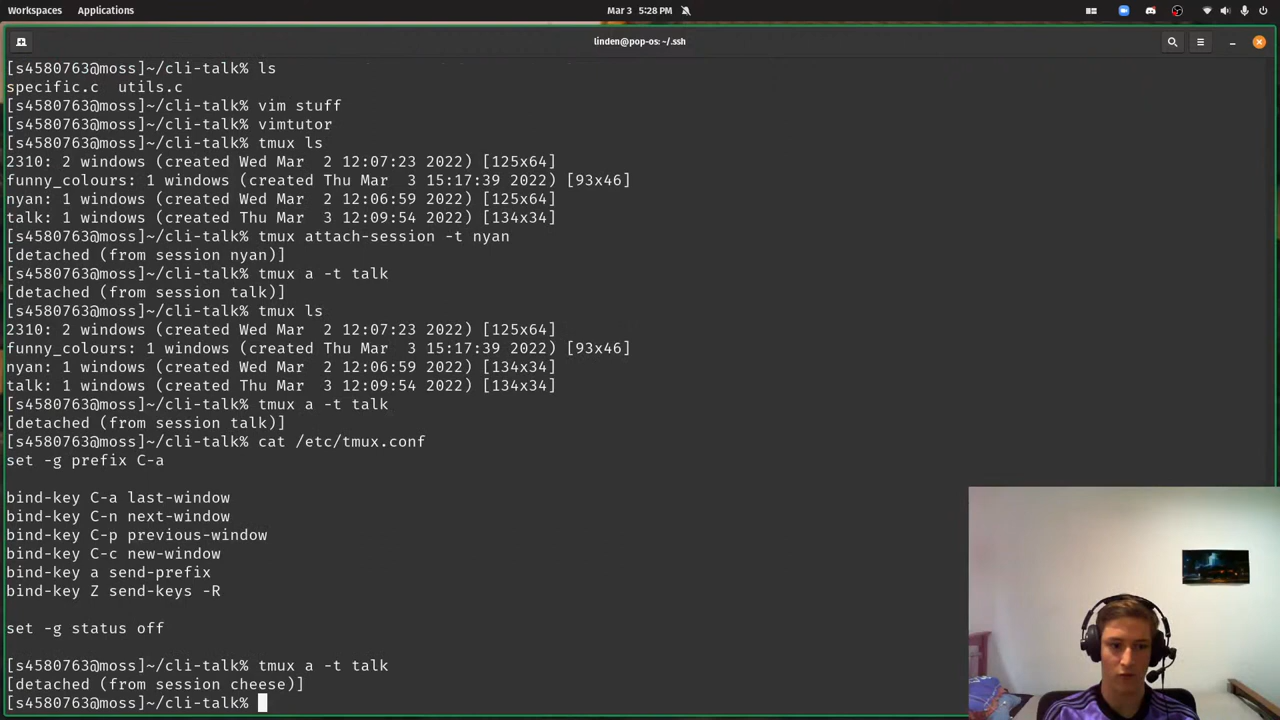 Workspaces Applications Mar 3 5:28 PM
linden@pop-os: ~/.ssh
[s4580763@moss]~/cli-talk% ls
specific.c  utils.c
[s4580763@moss]~/cli-talk% vim stuff
[s4580763@moss]~/cli-talk% vimtutor
[s4580763@moss]~/cli-talk% tmux ls
2310: 2 windows (created Wed Mar  2 12:07:23 2022) [125x64]
funny_colours: 1 windows (created Thu Mar  3 15:17:39 2022) [93x46]
nyan: 1 windows (created Wed Mar  2 12:06:59 2022) [125x64]
talk: 1 windows (created Thu Mar  3 12:09:54 2022) [134x34]
[s4580763@moss]~/cli-talk% tmux attach-session -t nyan
[detached (from session nyan)]
[s4580763@moss]~/cli-talk% tmux a -t talk
[detached (from session talk)]
[s4580763@moss]~/cli-talk% tmux ls
2310: 2 windows (created Wed Mar  2 12:07:23 2022) [125x64]
funny_colours: 1 windows (created Thu Mar  3 15:17:39 2022) [93x46]
nyan: 1 windows (created Wed Mar  2 12:06:59 2022) [134x34]
talk: 1 windows (created Thu Mar  3 12:09:54 2022) [134x34]
[s4580763@moss]~/cli-talk% tmux a -t talk
[detached (from session talk)]
[s4580763@moss]~/cli-talk% cat /etc/tmux.conf
set -g prefix C-a
bind-key C-a last-window
bind-key C-n next-window
bind-key C-p previous-window
bind-key C-c new-window
bind-key a send-prefix
bind-key Z send-keys -R
set -g status off
[s4580763@moss]~/cli-talk% tmux a -t talk
[detached (from session cheese)]
[s4580763@moss]~/cli-talk%